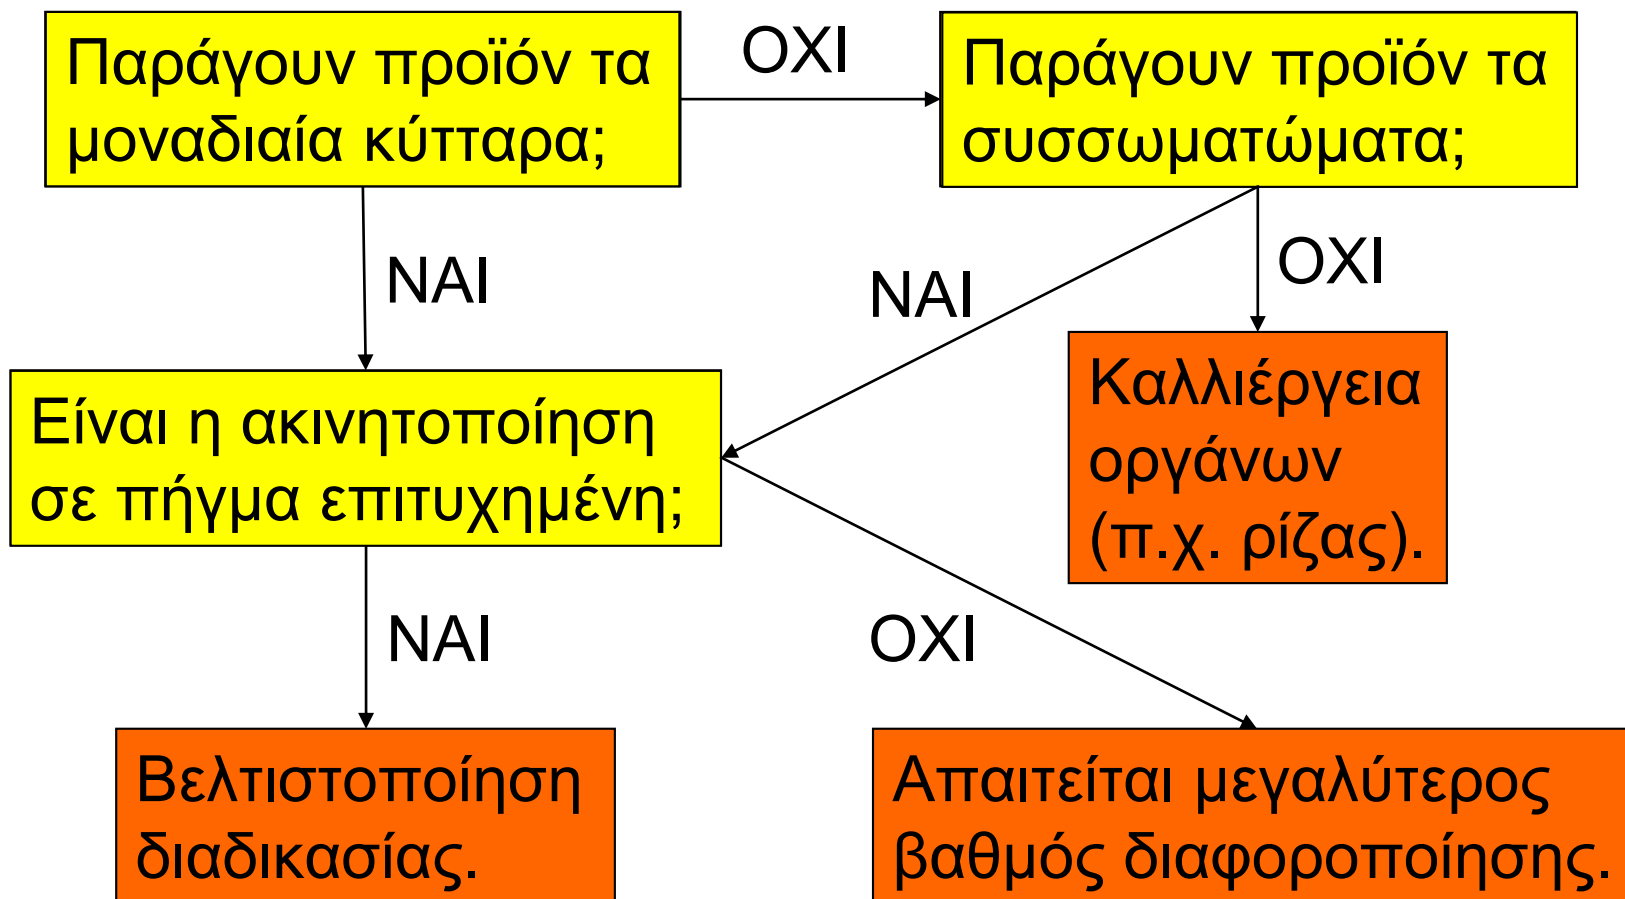 Παράγουν προϊόν τα
μοναδιαία κύτταρα;
ΟΧΙ
Παράγουν προϊόν τα
συσσωματώματα;
ΝΑΙ
ΝΑΙ
ΟΧΙ
Είναι η ακινητοποίηση
σε πήγμα επιτυχημένη;
Καλλιέργεια
οργάνων
(π.χ. ρίζας).
ΝΑΙ
ΟΧΙ
Βελτιστοποίηση
διαδικασίας.
Απαιτείται μεγαλύτερος
βαθμός διαφοροποίησης.